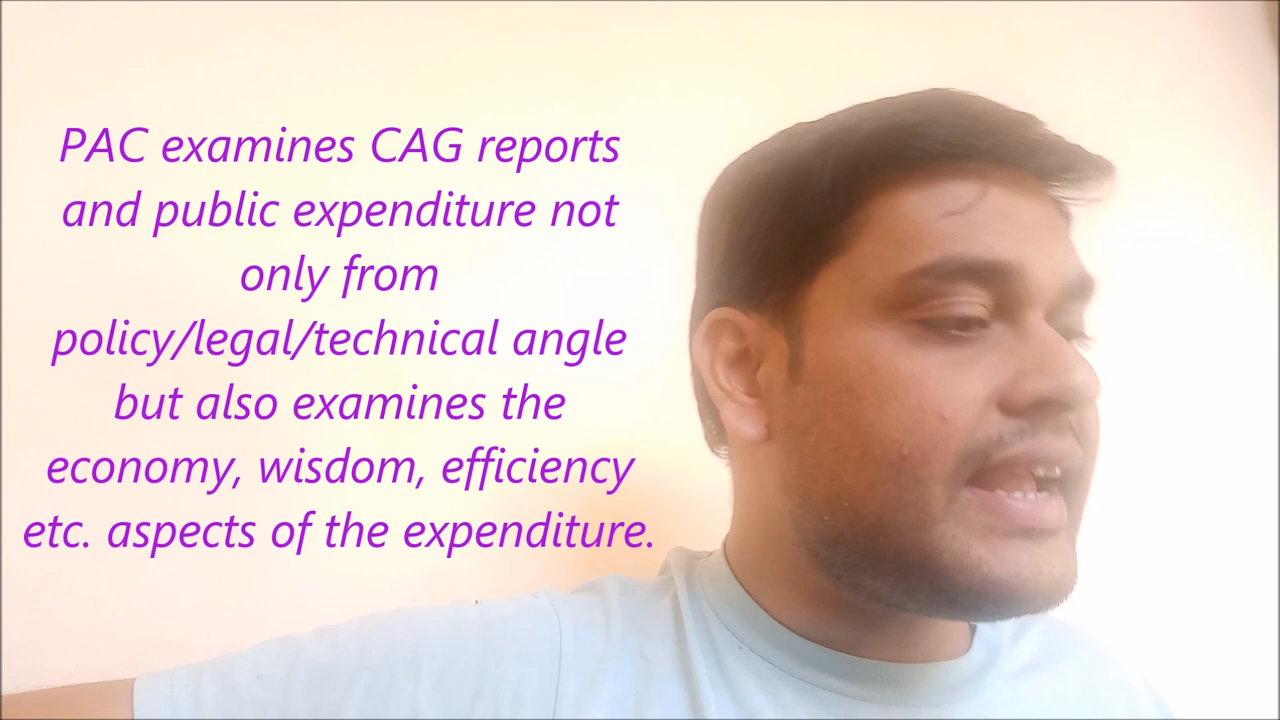 PAC examines CAG reports
and public expenditure not
only from
policy/legal/technical angle
but also examines the
economy, wisdom, efficiency
etc. aspects of the expenditure.